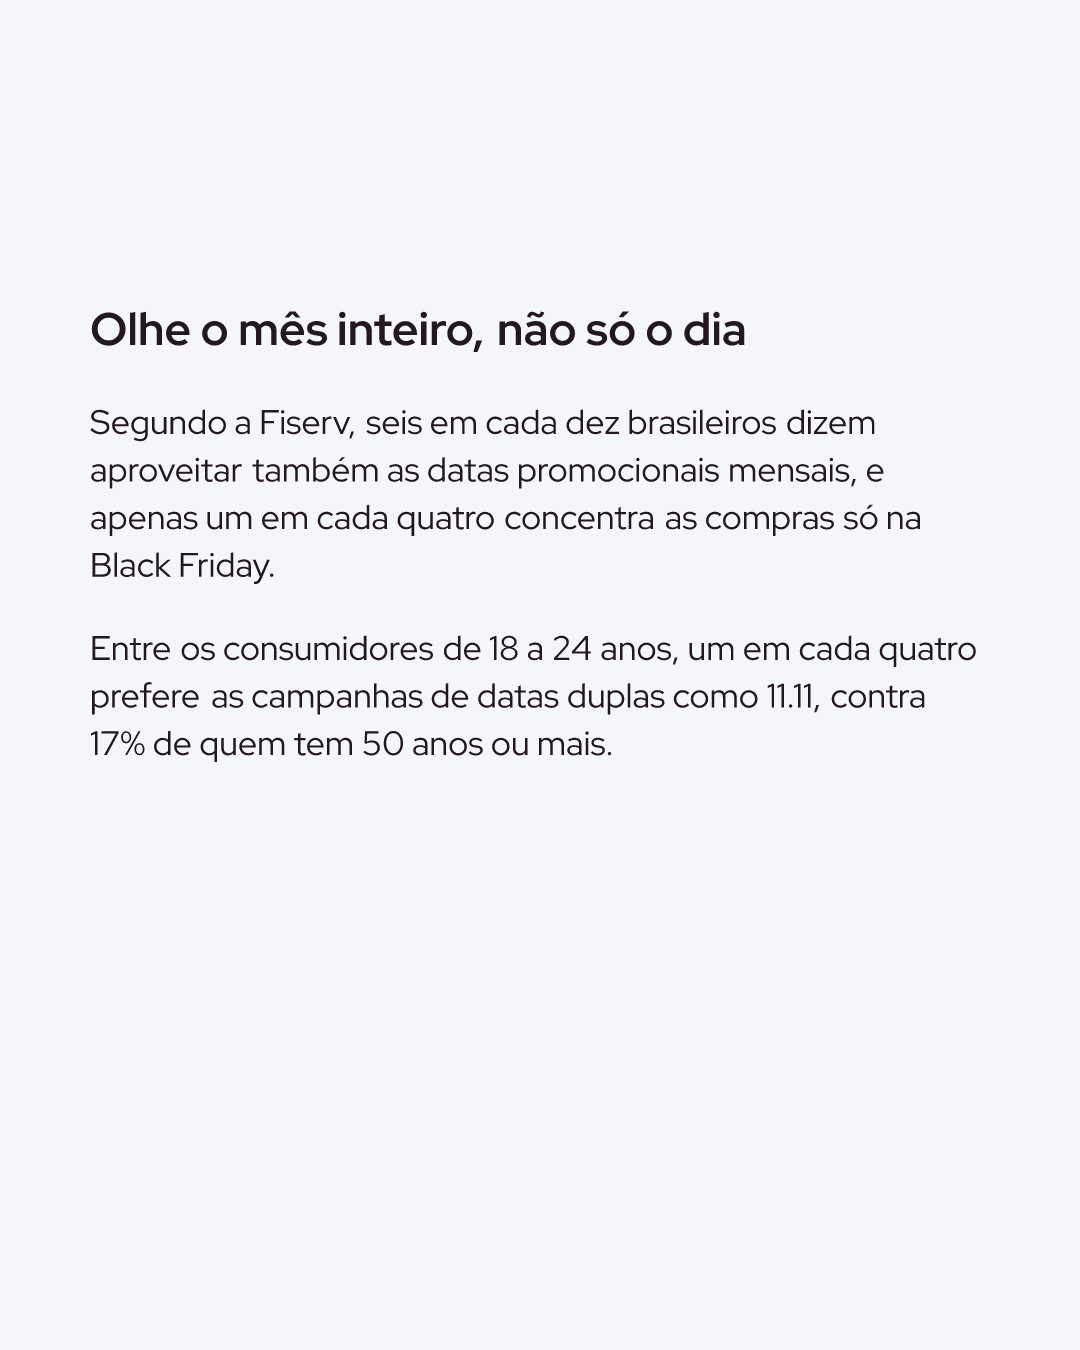 Olhe o mês inteiro, não só o dia
Segundo a Fiserv, seis em cada dez brasileiros dizem
aproveitar também as datas promocionais mensais, e
apenas um em cada quatro concentra as compras só na
Black Friday.
Entre os consumidores de 18 a 24 anos, um em cada quatro
prefere as campanhas de datas duplas como 11.11, contra
17% de quem tem 50 anos ou mais.